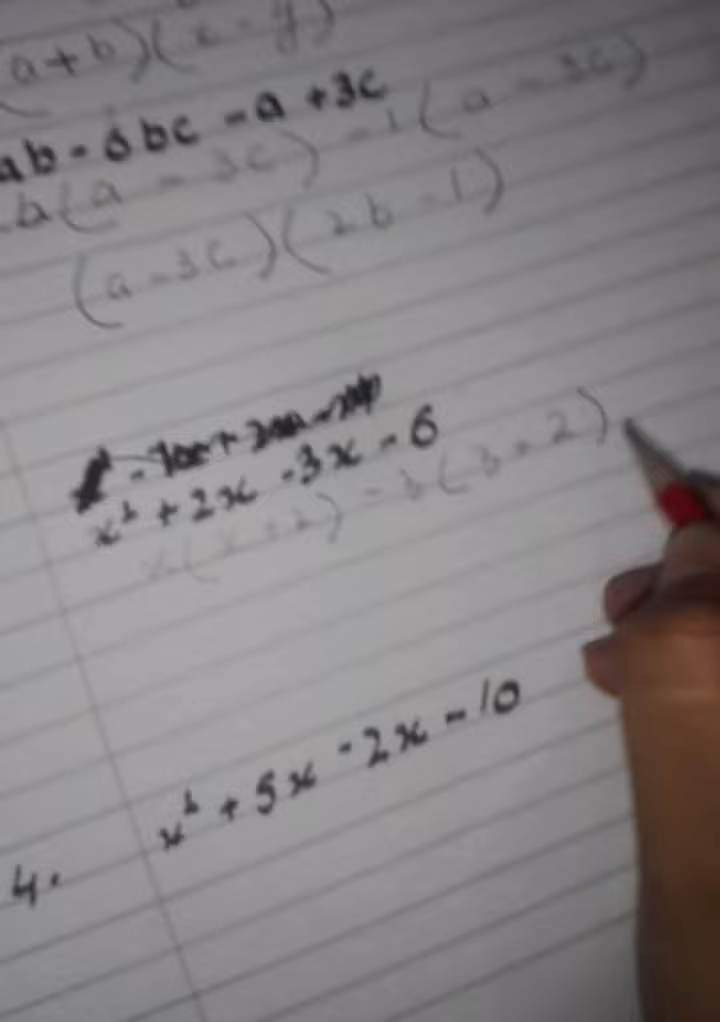 (a+b)(x-y)
ab - 6bc - a + 3c
b(a - 3c) -1(a - 3c)
(a-3c)(2b-1)
x² + 2x - 3x - 6
x(x+2) - 3(3+2)
x² + 5x - 2x - 10
4.